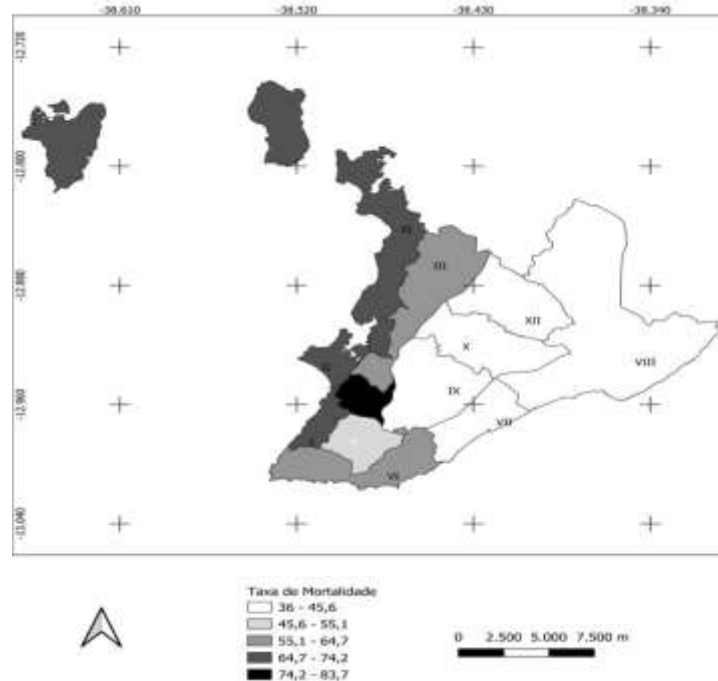 -38.610 -38.520 -38.430 -38.340
-12.720
-12.800
-12.880
-12.960
-13.040
III
XII
X
VIII
IX
VII
VI
Taxa de Mortalidade
36 - 45,6
45,6 - 55,1
55,1 - 64,7
64,7 - 74,2
74,2 - 83,7
0 2.500 5.000 7.500 m